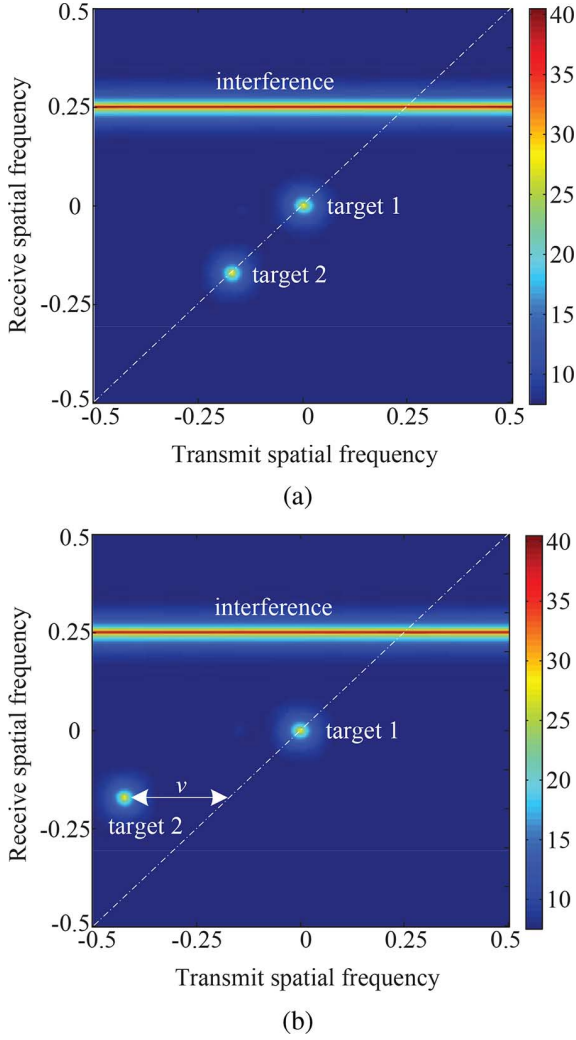 0.5
0.25
0
-0.25
-0.5
Receive spatial frequency
interference
target 1
target 2
40
35
30
25
20
15
10
-0.5
-0.25
0
0.25
0.5
Transmit spatial frequency
(a)
0.5
0.25
0
-0.25
-0.5
Receive spatial frequency
interference
target 1
v
target 2
40
35
30
25
20
15
10
-0.5
-0.25
0
0.25
0.5
Transmit spatial frequency
(b)